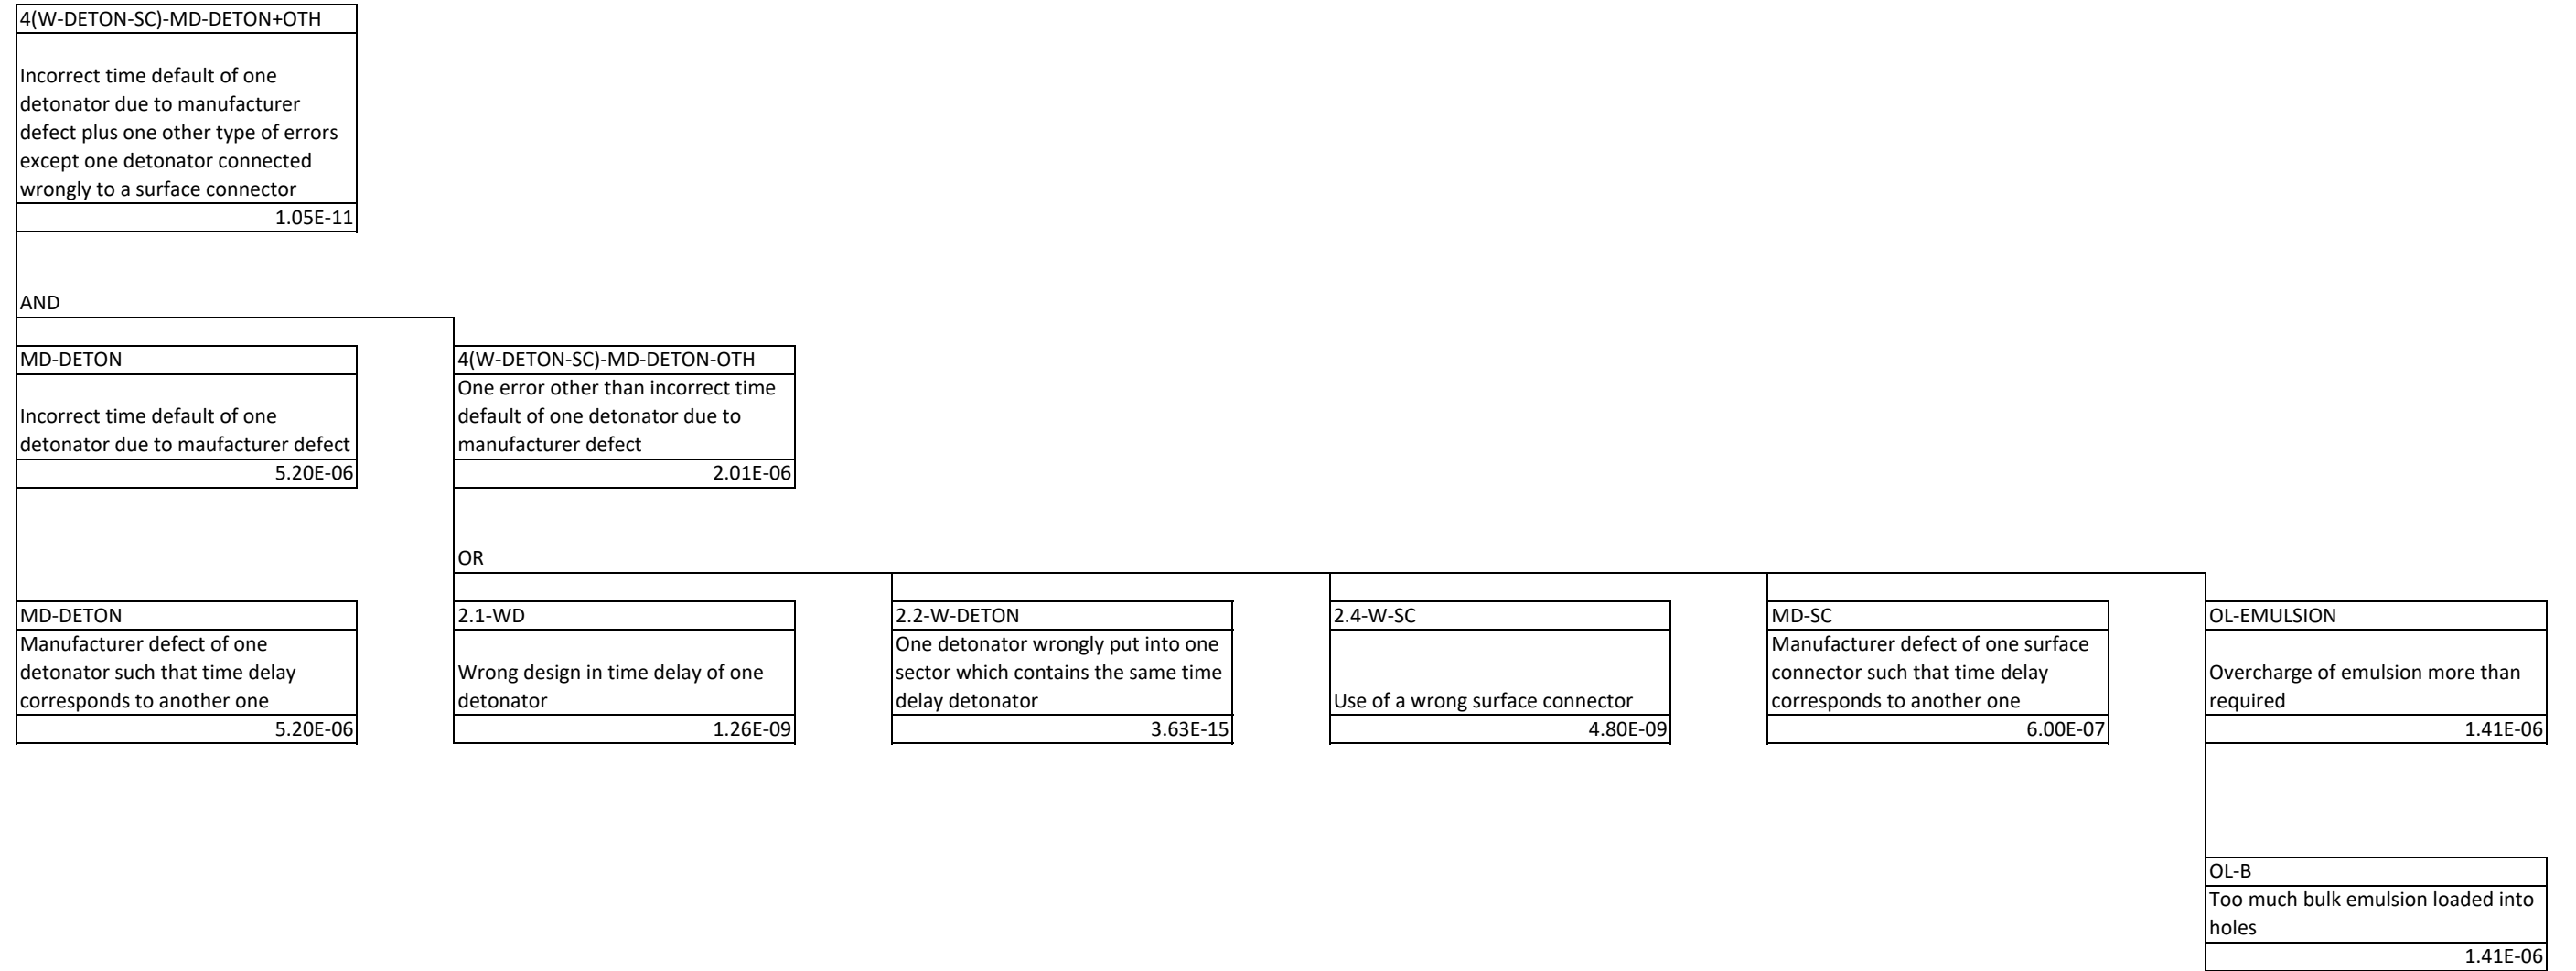 4(W-DETON-SC)-MD-DETON+OTH
Incorrect time default of one
detonator due to manufacturer
defect plus one other type of errors
except one detonator connected
wrongly to a surface connector
1.05E-11
AND
MD-DETON
Incorrect time default of one
detonator due to maufacturer defect
5.20E-06
4(W-DETON-SC)-MD-DETON-OTH
One error other than incorrect time
default of one detonator due to
manufacturer defect
2.01E-06
OR
MD-DETON
Manufacturer defect of one
detonator such that time delay
corresponds to another one
5.20E-06
2.1-WD
Wrong design in time delay of one
detonator
1.26E-09
2.2-W-DETON
One detonator wrongly put into one
sector which contains the same time
delay detonator
3.63E-15
2.4-W-SC
Use of a wrong surface connector
4.80E-09
MD-SC
Manufacturer defect of one surface
connector such that time delay
corresponds to another one
6.00E-07
OL-EMULSION
Overcharge of emulsion more than
required
1.41E-06
OL-B
Too much bulk emulsion loaded into
holes
1.41E-06